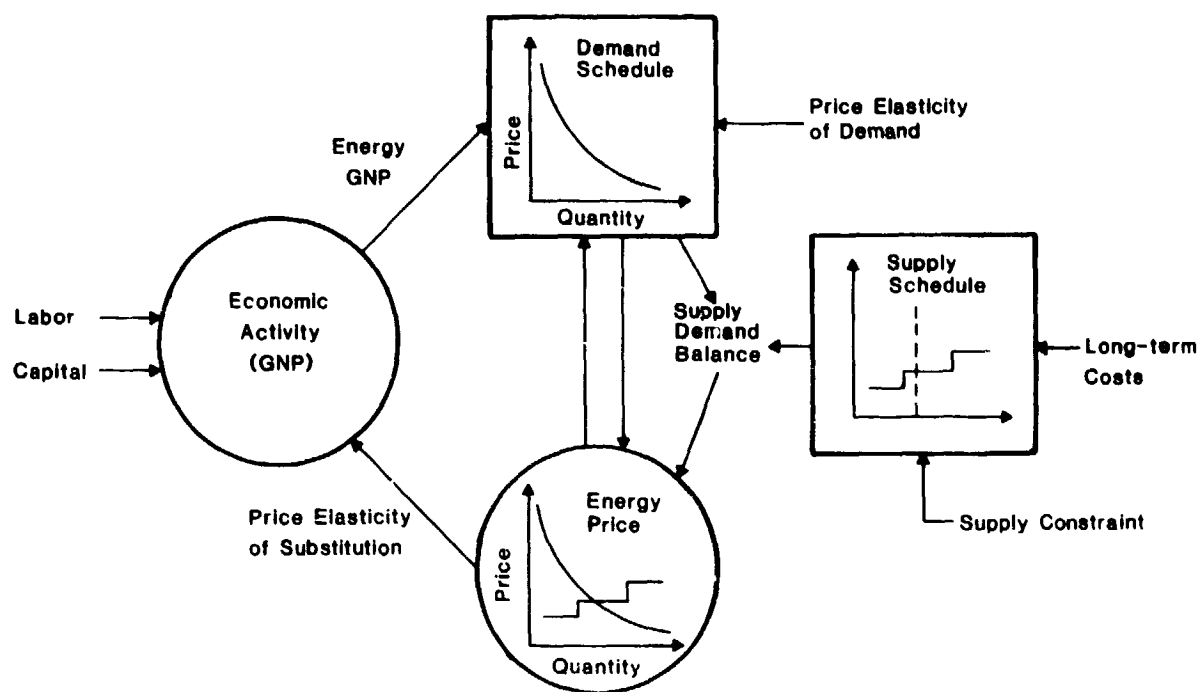 Demand
Schedule
Price
Quantity
Price Elasticity
of Demand
Energy
GNP
Supply
Schedule
Economic
Activity
(GNP)
Labor
Capital
Supply
Demand
Balance
Long-term
Costs
Energy
Price
Price Elasticity
of Substitution
Supply Constraint
Price
Quantity